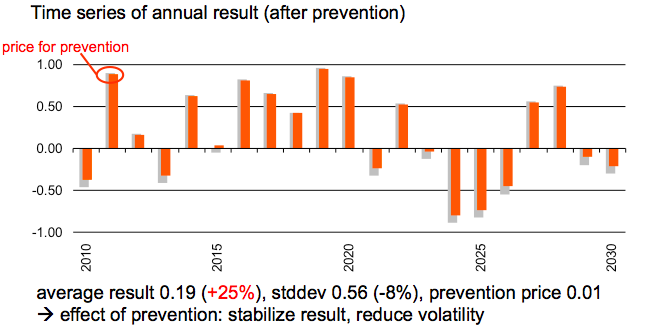 Time series of annual result (after prevention)
price for prevention
1.00
0.50
0.00
-0.50
-1.00
2010
2015
2020
2025
2030
average result 0.19 (+25%), stddev 0.56 (-8%), prevention price 0.01
→ effect of prevention: stabilize result, reduce volatility